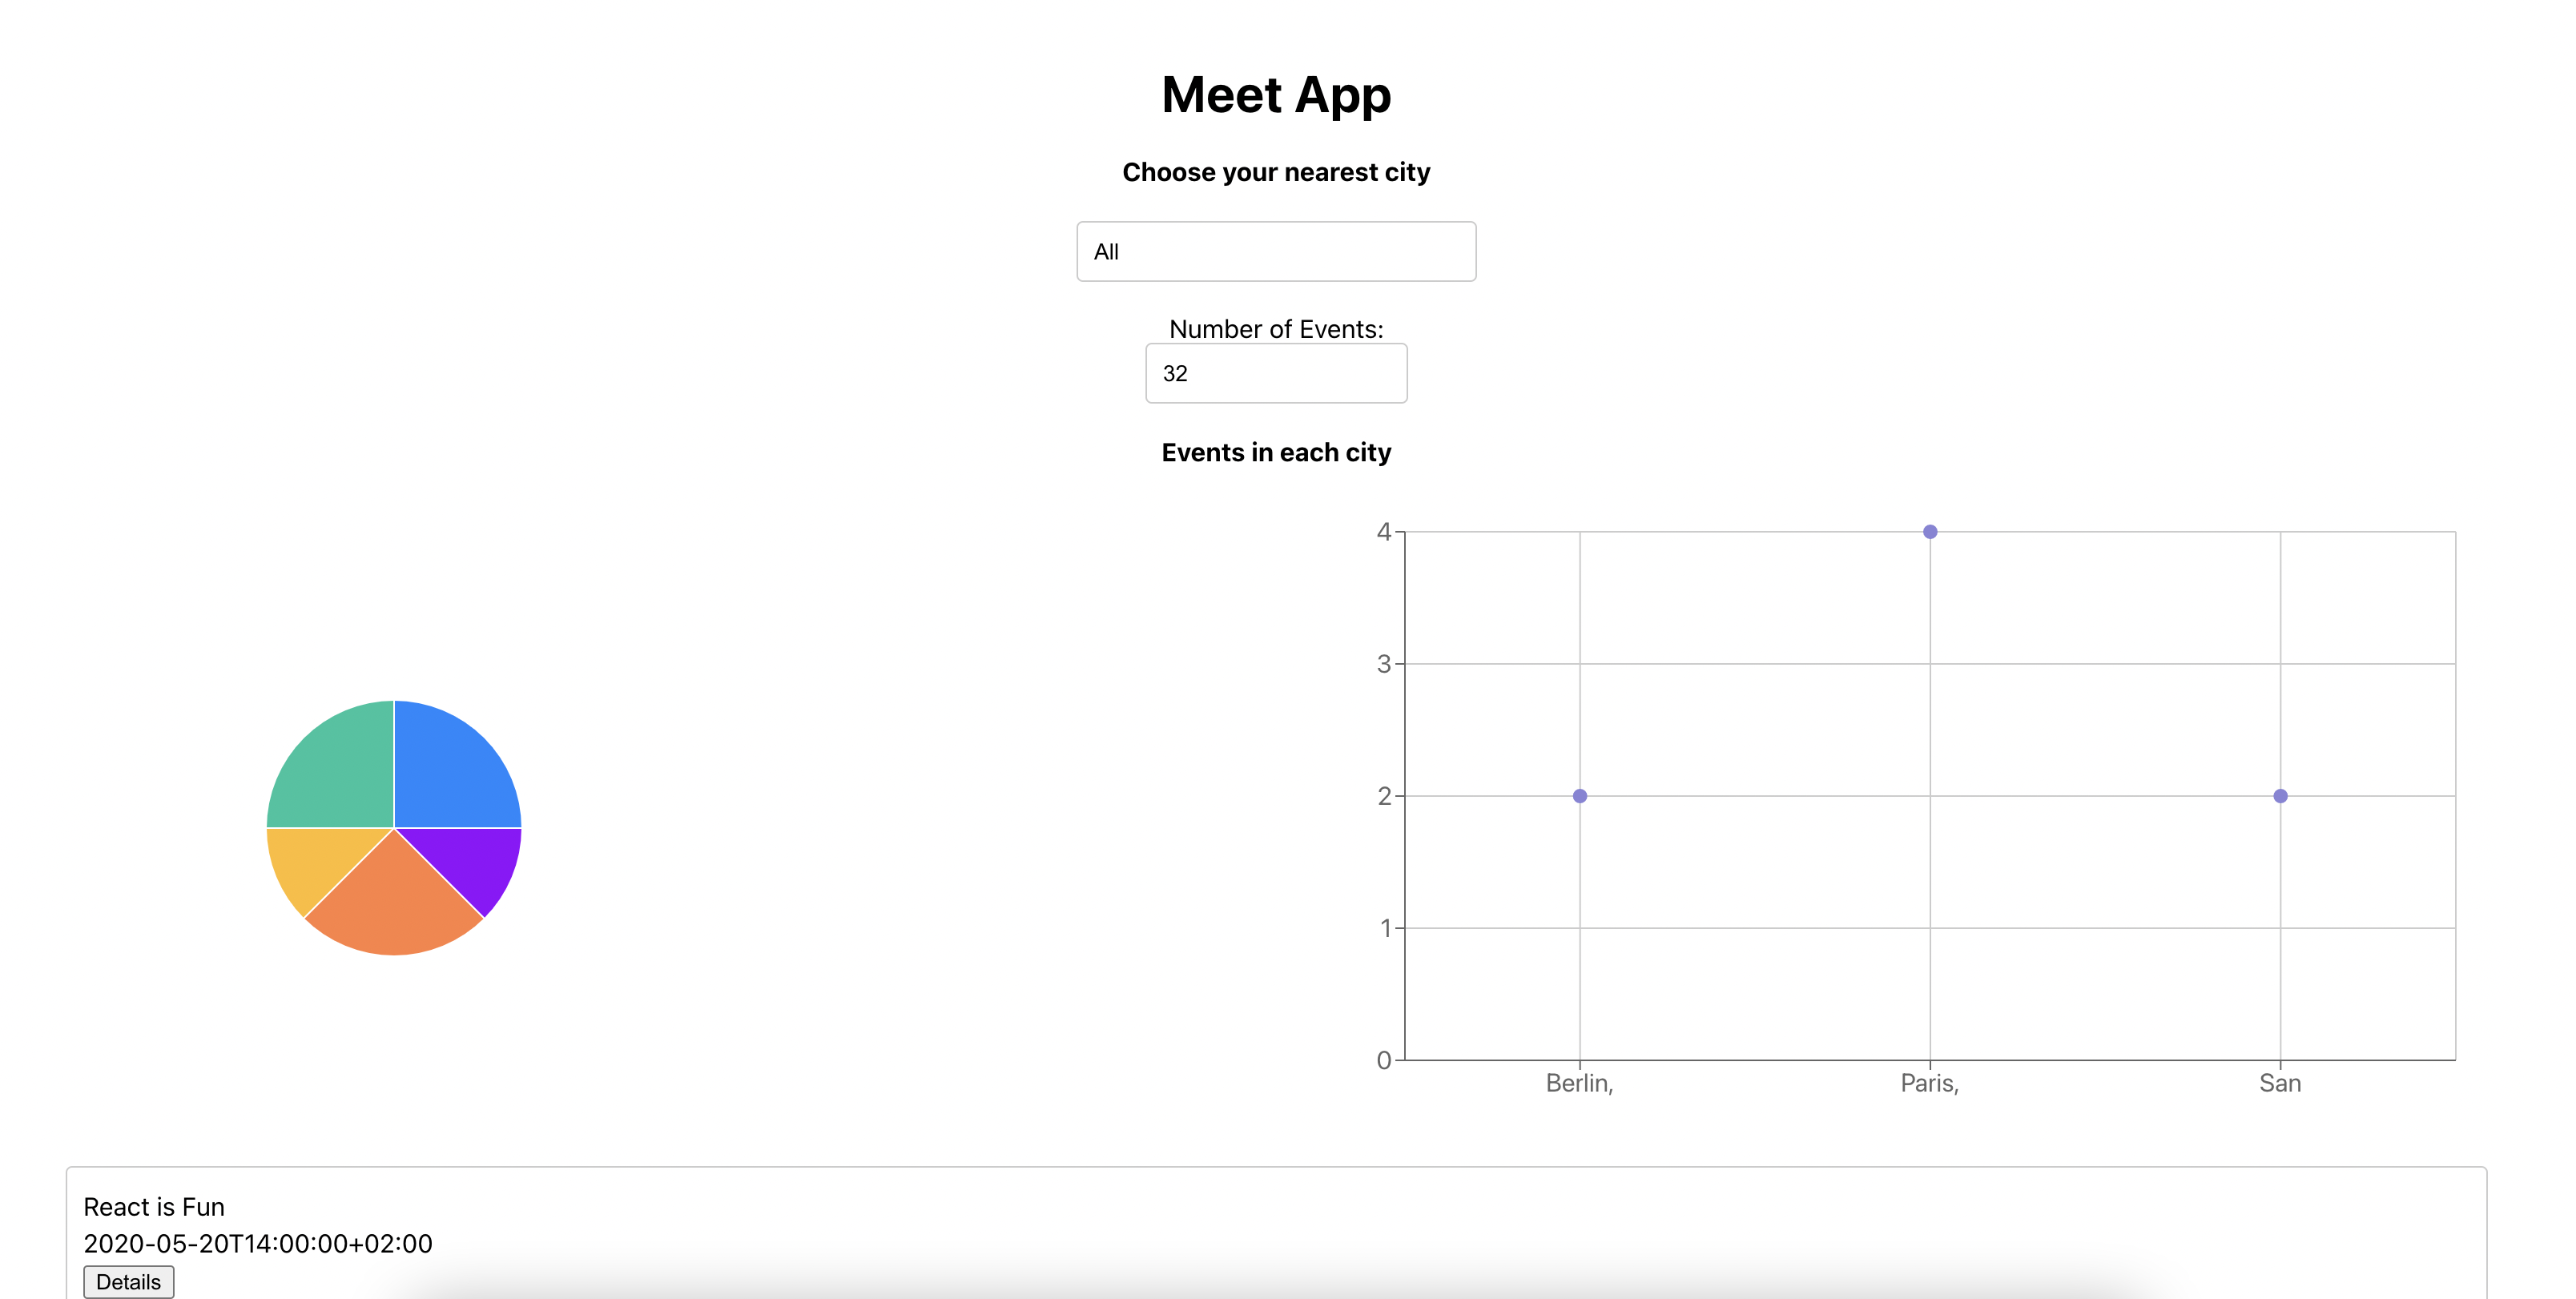 Meet App
Choose your nearest city
All
Number of Events:
32
Events in each city
4
3
2
1
0
Berlin,
Paris,
San
React is Fun
2020-05-20T14:00:00+02:00
Details